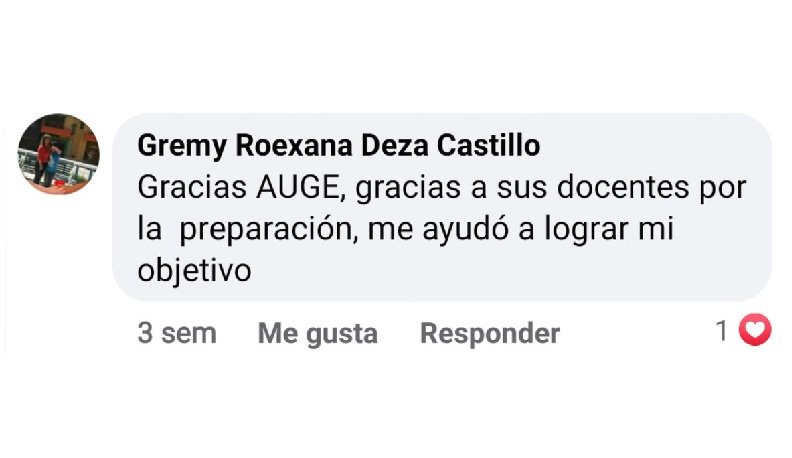 Gremy Roexana Deza Castillo
Gracias AUGE, gracias a sus docentes por
la preparación, me ayudó a lograr mi
objetivo
3 sem Me gusta Responder 1